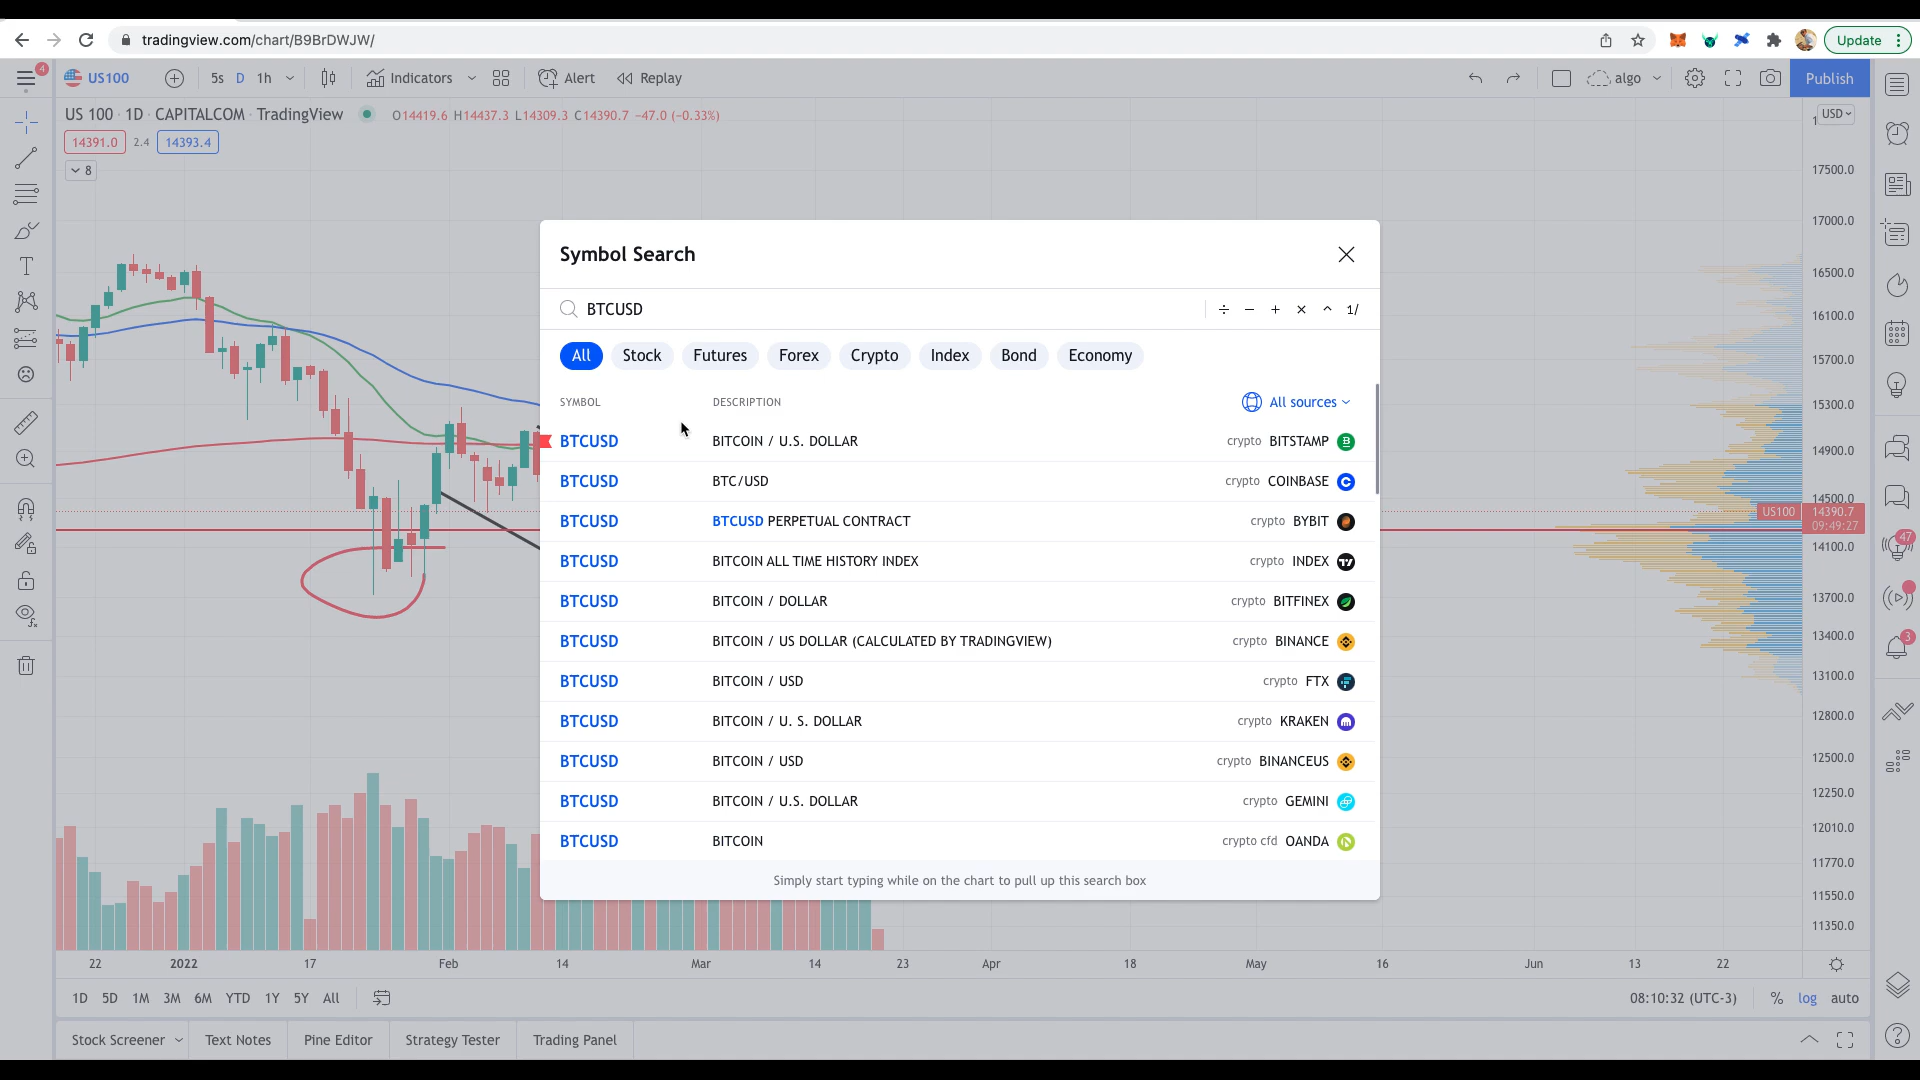 tradingview.com/chart/B9BrDWJW/
Update
4
US100
5s D 1h
Indicators
Alert
Replay
algo
Publish
US 100 · 1D · CAPITALCOM · TradingView
O14419.6 H14437.3 L14309.3 C14390.7 −47.0 (−0.33%)
USD
14391.0 2.4 14393.4
8
17500.0
17000.0
16500.0
16100.0
15700.0
15300.0
14900.0
14500.0
US100 14390.7
09:49:27
14100.0
13700.0
13400.0
13100.0
12800.0
12500.0
12250.0
12010.0
11770.0
11550.0
11350.0
47
3
Symbol Search
BTCUSD
÷ − + × ^ 1/
All Stock Futures Forex Crypto Index Bond Economy
SYMBOL DESCRIPTION All sources
BTCUSD BITCOIN / U.S. DOLLAR crypto BITSTAMP
BTCUSD BTC/USD crypto COINBASE
BTCUSD BTCUSD PERPETUAL CONTRACT crypto BYBIT
BTCUSD BITCOIN ALL TIME HISTORY INDEX crypto INDEX
BTCUSD BITCOIN / DOLLAR crypto BITFINEX
BTCUSD BITCOIN / US DOLLAR (CALCULATED BY TRADINGVIEW) crypto BINANCE
BTCUSD BITCOIN / USD crypto FTX
BTCUSD BITCOIN / U. S. DOLLAR crypto KRAKEN
BTCUSD BITCOIN / USD crypto BINANCEUS
BTCUSD BITCOIN / U.S. DOLLAR crypto GEMINI
BTCUSD BITCOIN crypto cfd OANDA
Simply start typing while on the chart to pull up this search box
22 2022 17 Feb 14 Mar 14 23 Apr 18 May 16 Jun 13 22
1D 5D 1M 3M 6M YTD 1Y 5Y All
08:10:32 (UTC-3) % log auto
Stock Screener Text Notes Pine Editor Strategy Tester Trading Panel